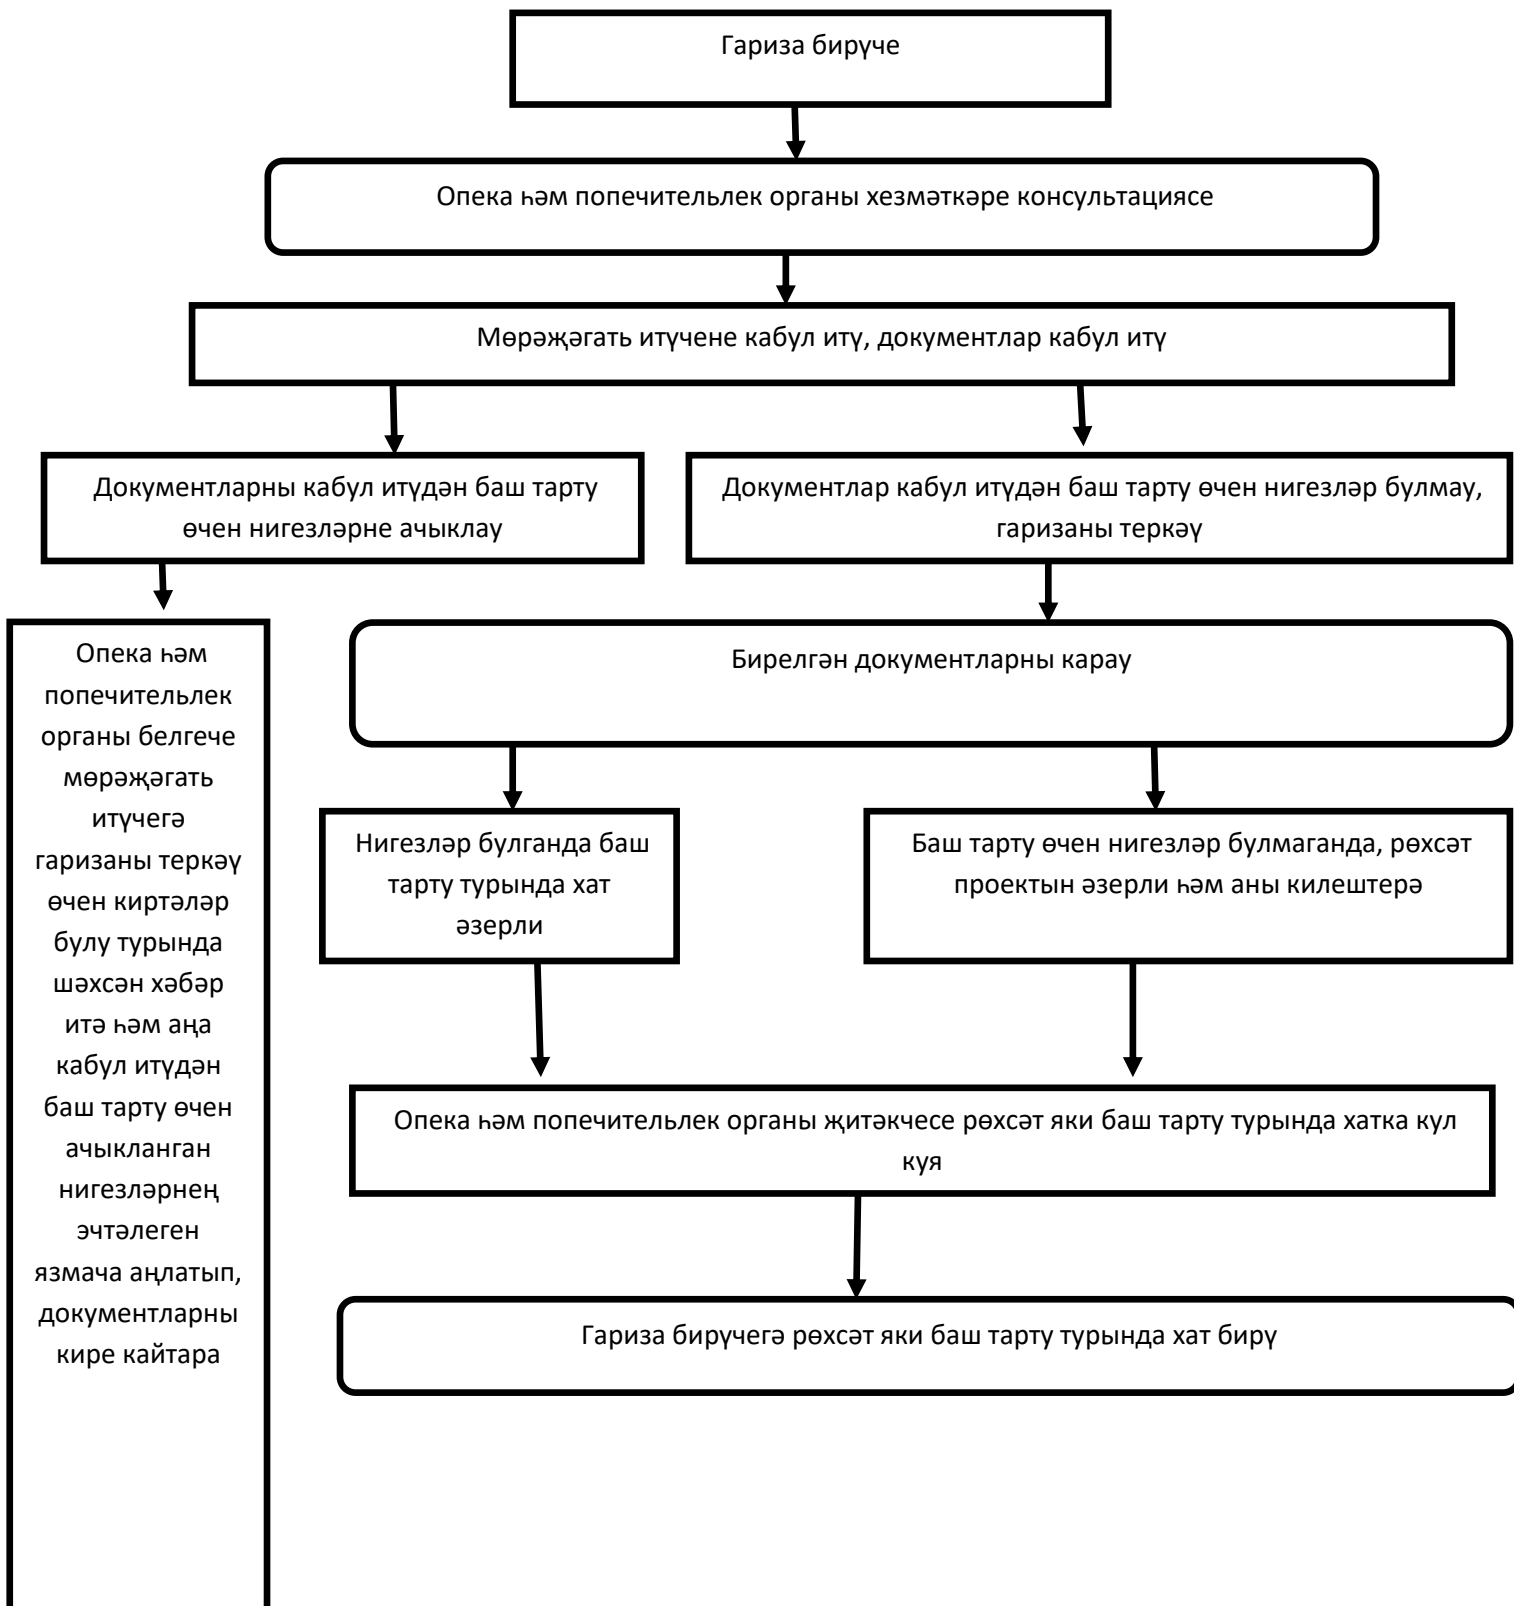 Гариза бирүче
Опека һәм попечительлек органы хезмәткәре консультациясе
Мөрәҗәгать итүчене кабул итү, документлар кабул итү
Документларны кабул итүдән баш тарту
өчен нигезләрне ачыклау
Документлар кабул итүдән баш тарту өчен нигезләр булмау,
гаризаны теркәү
Опека һәм
попечительлек
органы белгече
мөрәҗәгать
итүчегә
гаризаны теркәү
өчен киртәләр
булу турында
шәхсән хәбәр
итә һәм аңа
кабул итүдән
баш тарту өчен
ачыкланган
нигезләрнең
эчтәлеген
язмача аңлатып,
документларны
кире кайтара
Бирелгән документларны карау
Нигезләр булганда баш
тарту турында хат
әзерли
Баш тарту өчен нигезләр булмаганда, рөхсәт
проектын әзерли һәм аны килештерә
Опека һәм попечительлек органы җитәкчесе рөхсәт яки баш тарту турында хатка кул
куя
Гариза бирүчегә рөхсәт яки баш тарту турында хат бирү